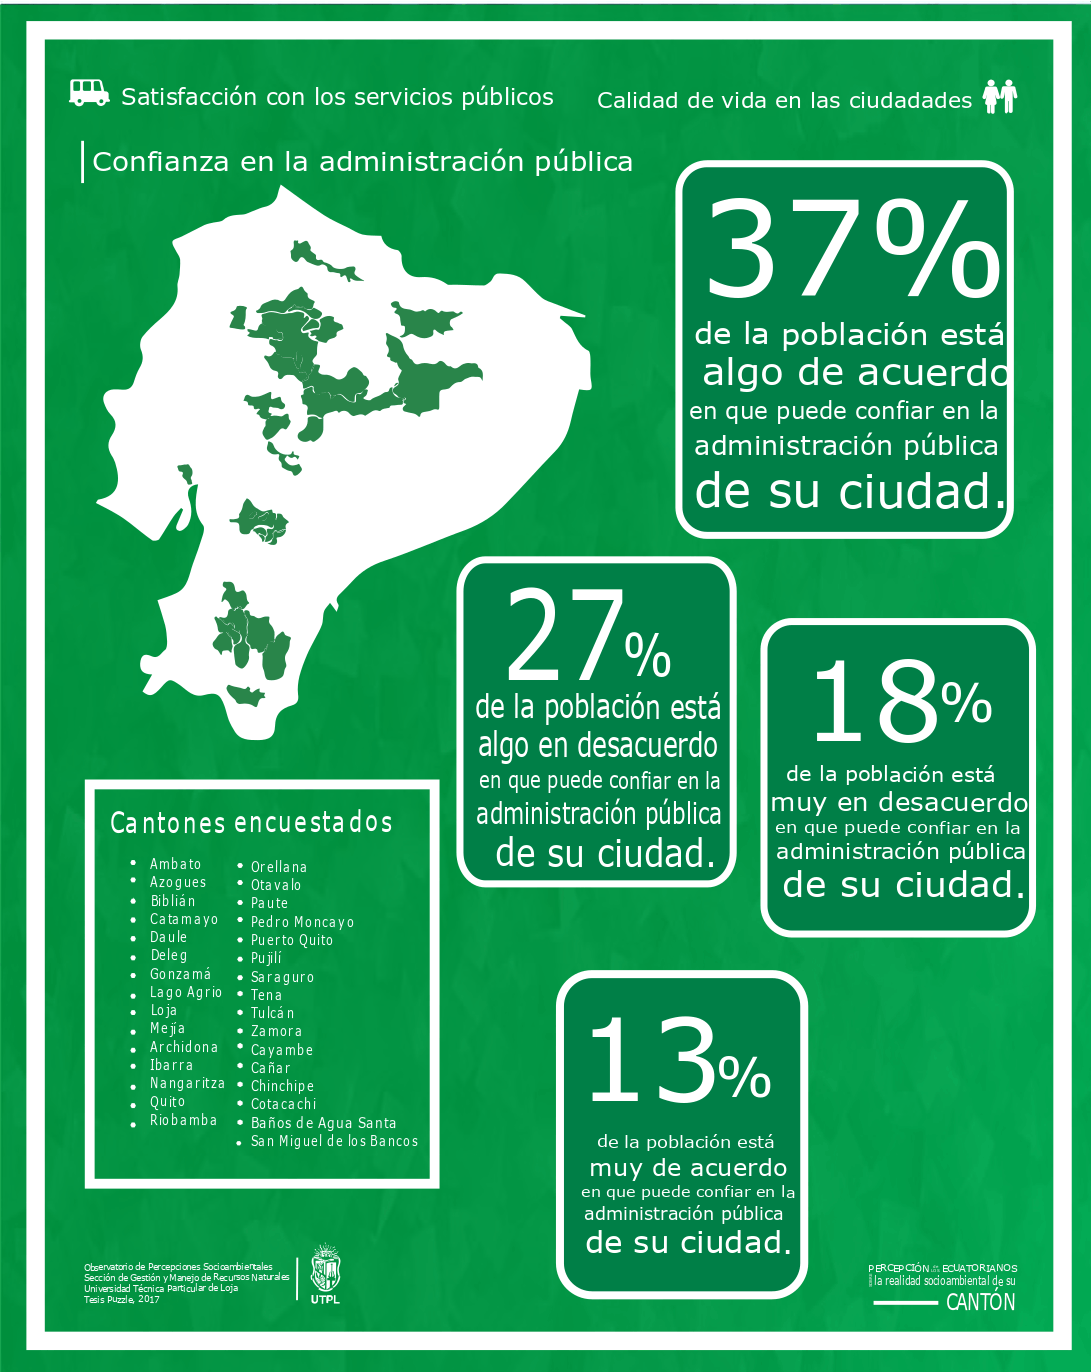 Satisfacción con los servicios públicos
Calidad de vida en las ciudadades
Confianza en la administración pública
37%
de la población está
algo de acuerdo
en que puede confiar en la
administración pública
de su ciudad.
27%
de la población está
algo en desacuerdo
en que puede confiar en la
administración pública
de su ciudad.
18%
de la población está
muy en desacuerdo
en que puede confiar en la
administración pública
de su ciudad.
Cantones encuestados
• Ambato
• Azogues
• Biblián
• Catamayo
• Daule
• Deleg
• Gonzamá
• Lago Agrio
• Loja
• Mejía
• Archidona
• Ibarra
• Nangaritza
• Quito
• Riobamba
• Orellana
• Otavalo
• Paute
• Pedro Moncayo
• Puerto Quito
• Pujilí
• Saraguro
• Tena
• Tulcán
• Zamora
• Cayambe
• Cañar
• Chinchipe
• Cotacachi
• Baños de Agua Santa
• San Miguel de los Bancos
13%
de la población está
muy de acuerdo
en que puede confiar en la
administración pública
de su ciudad.
Observatorio de Percepciones Socioambientales
Sección de Gestión y Manejo de Recursos Naturales
Universidad Técnica Particular de Loja
Tesis Puzzle, 2017
UTPL
PERCEPCIÓN ECUATORIANOS
la realidad socioambiental de su
CANTÓN